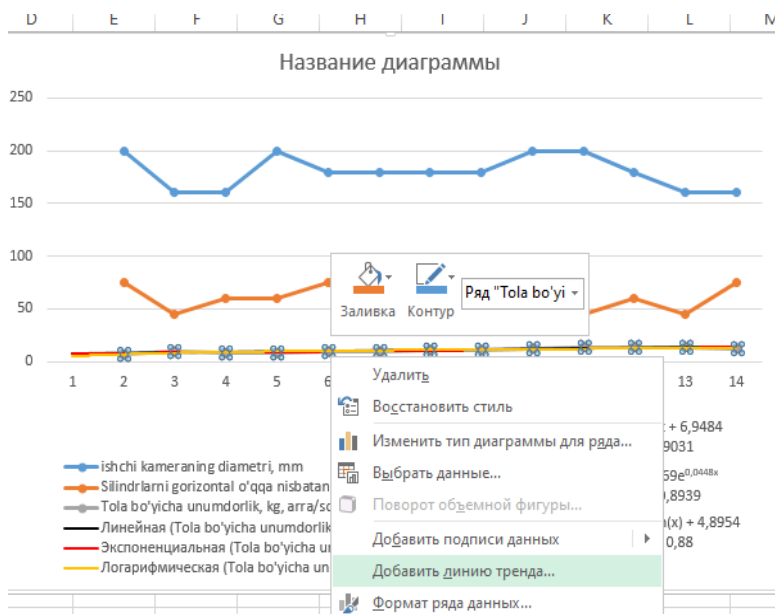 D E F G H I J K L M
Название диаграммы
250
200
150
100
50
0
Заливка Контур Ряд "Tola bo'yi
1 2 3 4 5 6 13 14
Удалить
Восстановить стиль
Изменить тип диаграммы для ряда...
Выбрать данные...
Поворот объемной фигуры...
Добавить подписи данных
Добавить линию тренда...
Формат ряда данных...
+ 6,9484
9031
69e^0,0448x
,8939
n(x) + 4,8954
0,88
ishchi kameraning diametri, mm
Silindrlarni gorizontal o'qqa nisbatan
Tola bo'yicha unumdorlik, kg, arra/so
Линейная (Tola bo'yicha unumdorlik
Экспоненциальная (Tola bo'yicha un
Логарифмическая (Tola bo'yicha un